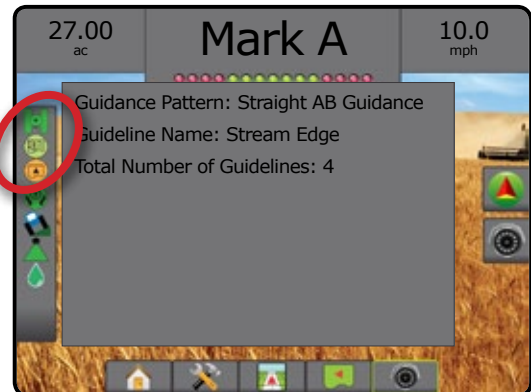 27.00
ac
Mark A
10.0
mph
Guidance Pattern: Straight AB Guidance
Guideline Name: Stream Edge
Total Number of Guidelines: 4